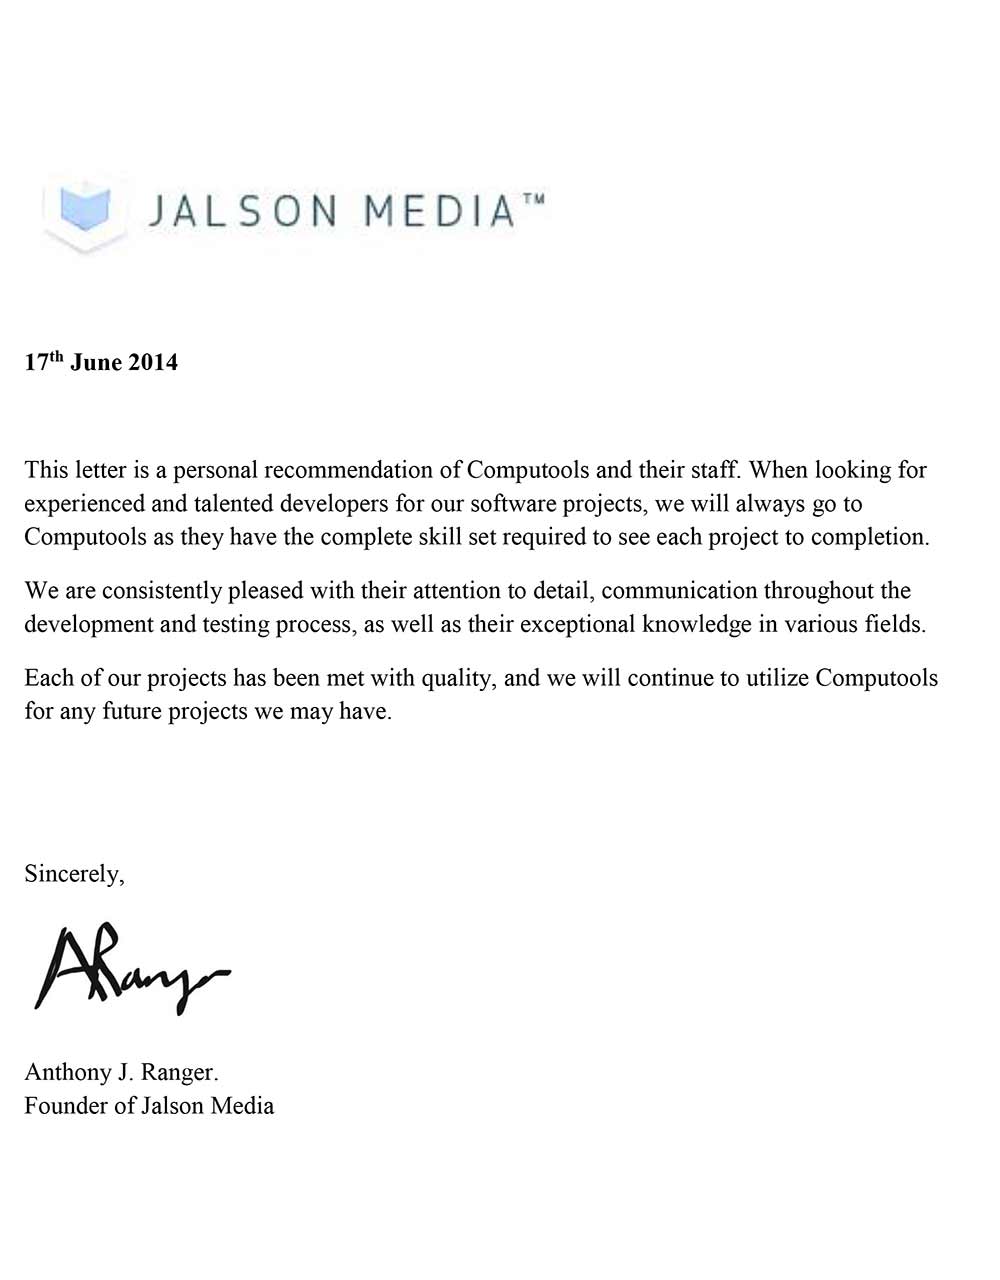 JALSON MEDIA™
17th June 2014
This letter is a personal recommendation of Computools and their staff. When looking for
experienced and talented developers for our software projects, we will always go to
Computools as they have the complete skill set required to see each project to completion.
We are consistently pleased with their attention to detail, communication throughout the
development and testing process, as well as their exceptional knowledge in various fields.
Each of our projects has been met with quality, and we will continue to utilize Computools
for any future projects we may have.
Sincerely,
ARanger
Anthony J. Ranger.
Founder of Jalson Media